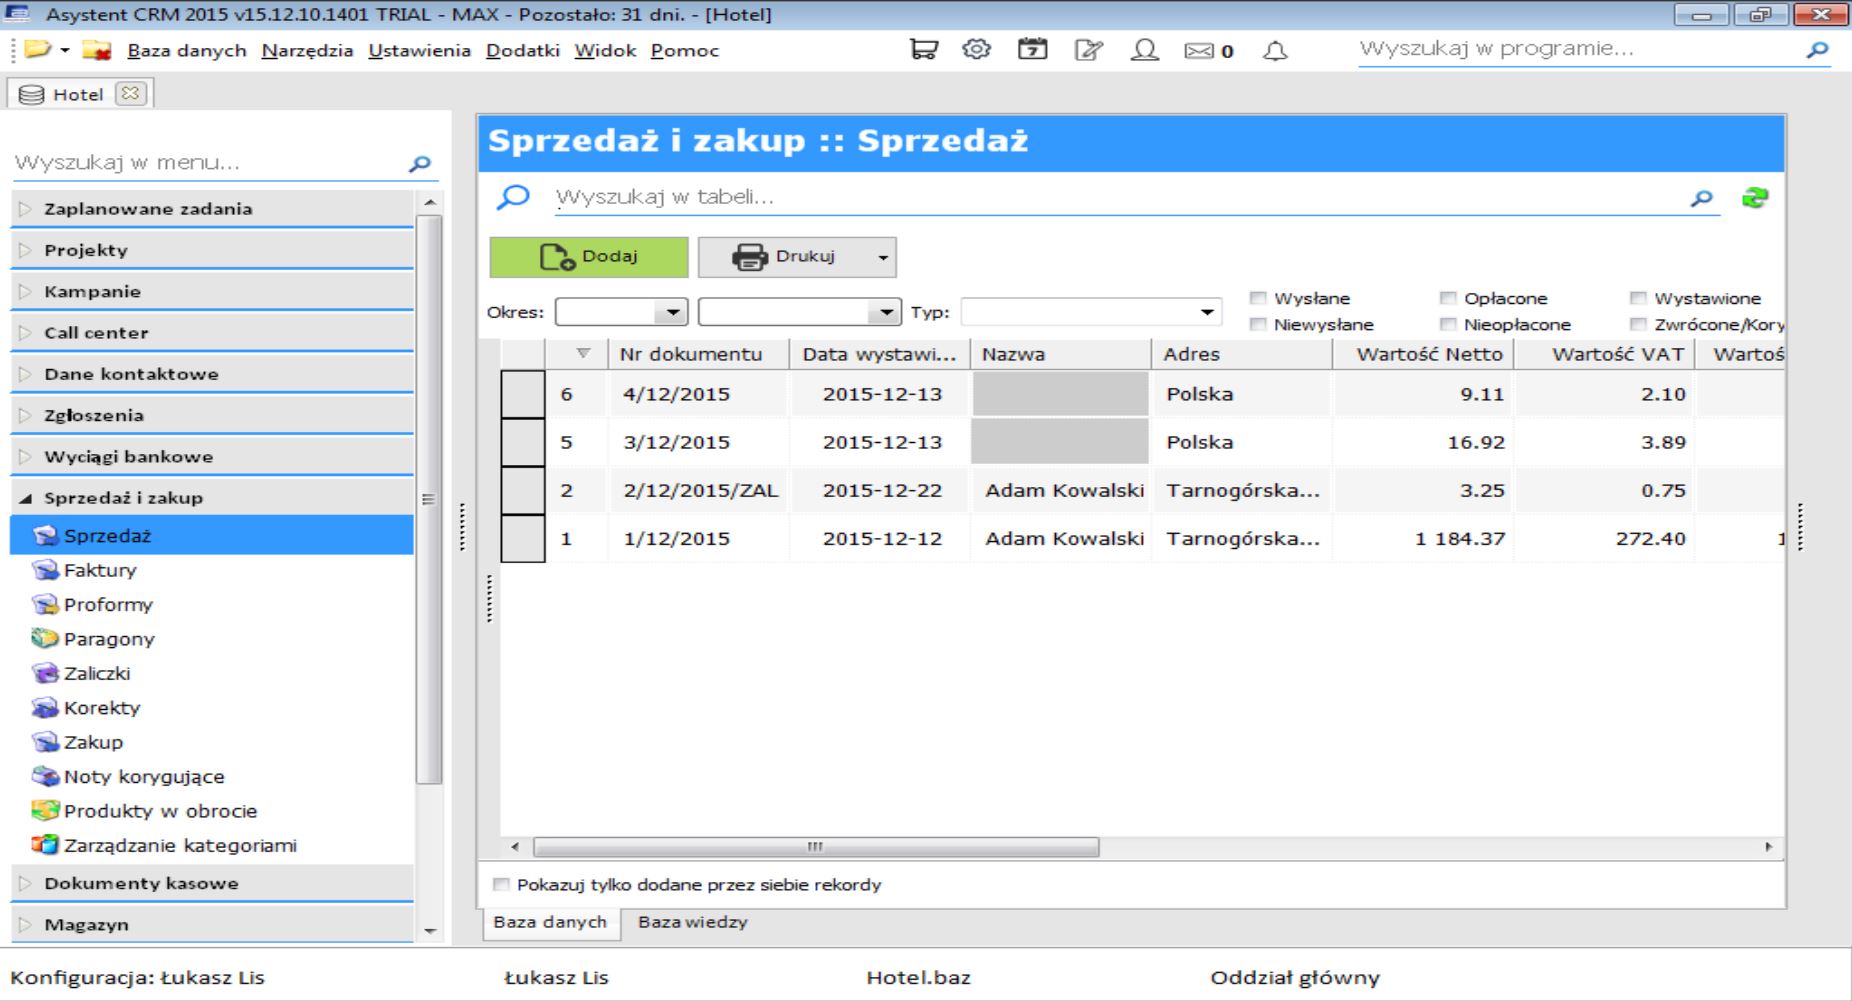 Asystent CRM 2015 v15.12.10.1401 TRIAL - MAX - Pozostało: 31 dni. - [Hotel]
Baza danych Narzędzia Ustawienia Dodatki Widok Pomoc 7 0 Wyszukaj w programie...
Hotel
Wyszukaj w menu...
Zaplanowane zadania
Projekty
Kampanie
Call center
Dane kontaktowe
Zgłoszenia
Wyciągi bankowe
Sprzedaż i zakup
Sprzedaż
Faktury
Proformy
Paragony
Zaliczki
Korekty
Zakup
Noty korygujące
Produkty w obrocie
Zarządzanie kategoriami
Dokumenty kasowe
Magazyn
Sprzedaż i zakup :: Sprzedaż
Wyszukaj w tabeli...
Dodaj Drukuj
Okres: Typ:
Wysłane Opłacone Wystawione
Niewysłane Nieopłacone Zwrócone/Kory
Nr dokumentu Data wystawi... Nazwa Adres Wartość Netto Wartość VAT Wartoś
6 4/12/2015 2015-12-13 Polska 9.11 2.10
5 3/12/2015 2015-12-13 Polska 16.92 3.89
2 2/12/2015/ZAL 2015-12-22 Adam Kowalski Tarnogórska... 3.25 0.75
1 1/12/2015 2015-12-12 Adam Kowalski Tarnogórska... 1 184.37 272.40 1
Pokazuj tylko dodane przez siebie rekordy
Baza danych Baza wiedzy
Konfiguracja: Łukasz Lis Łukasz Lis Hotel.baz Oddział główny